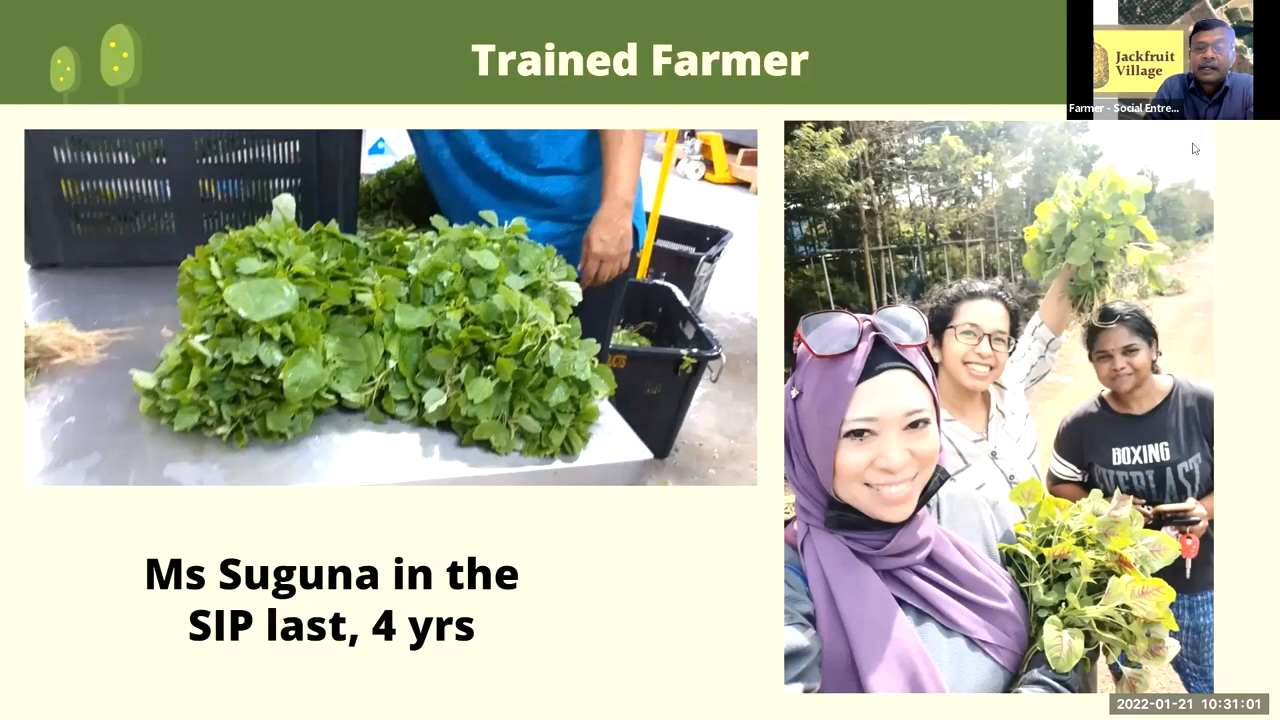 Trained Farmer
Jackfruit
Village
Farmer - Social Entre...
BOXING
EVERLAST
Ms Suguna in the
SIP last, 4 yrs
2022-01-21 10:31:01